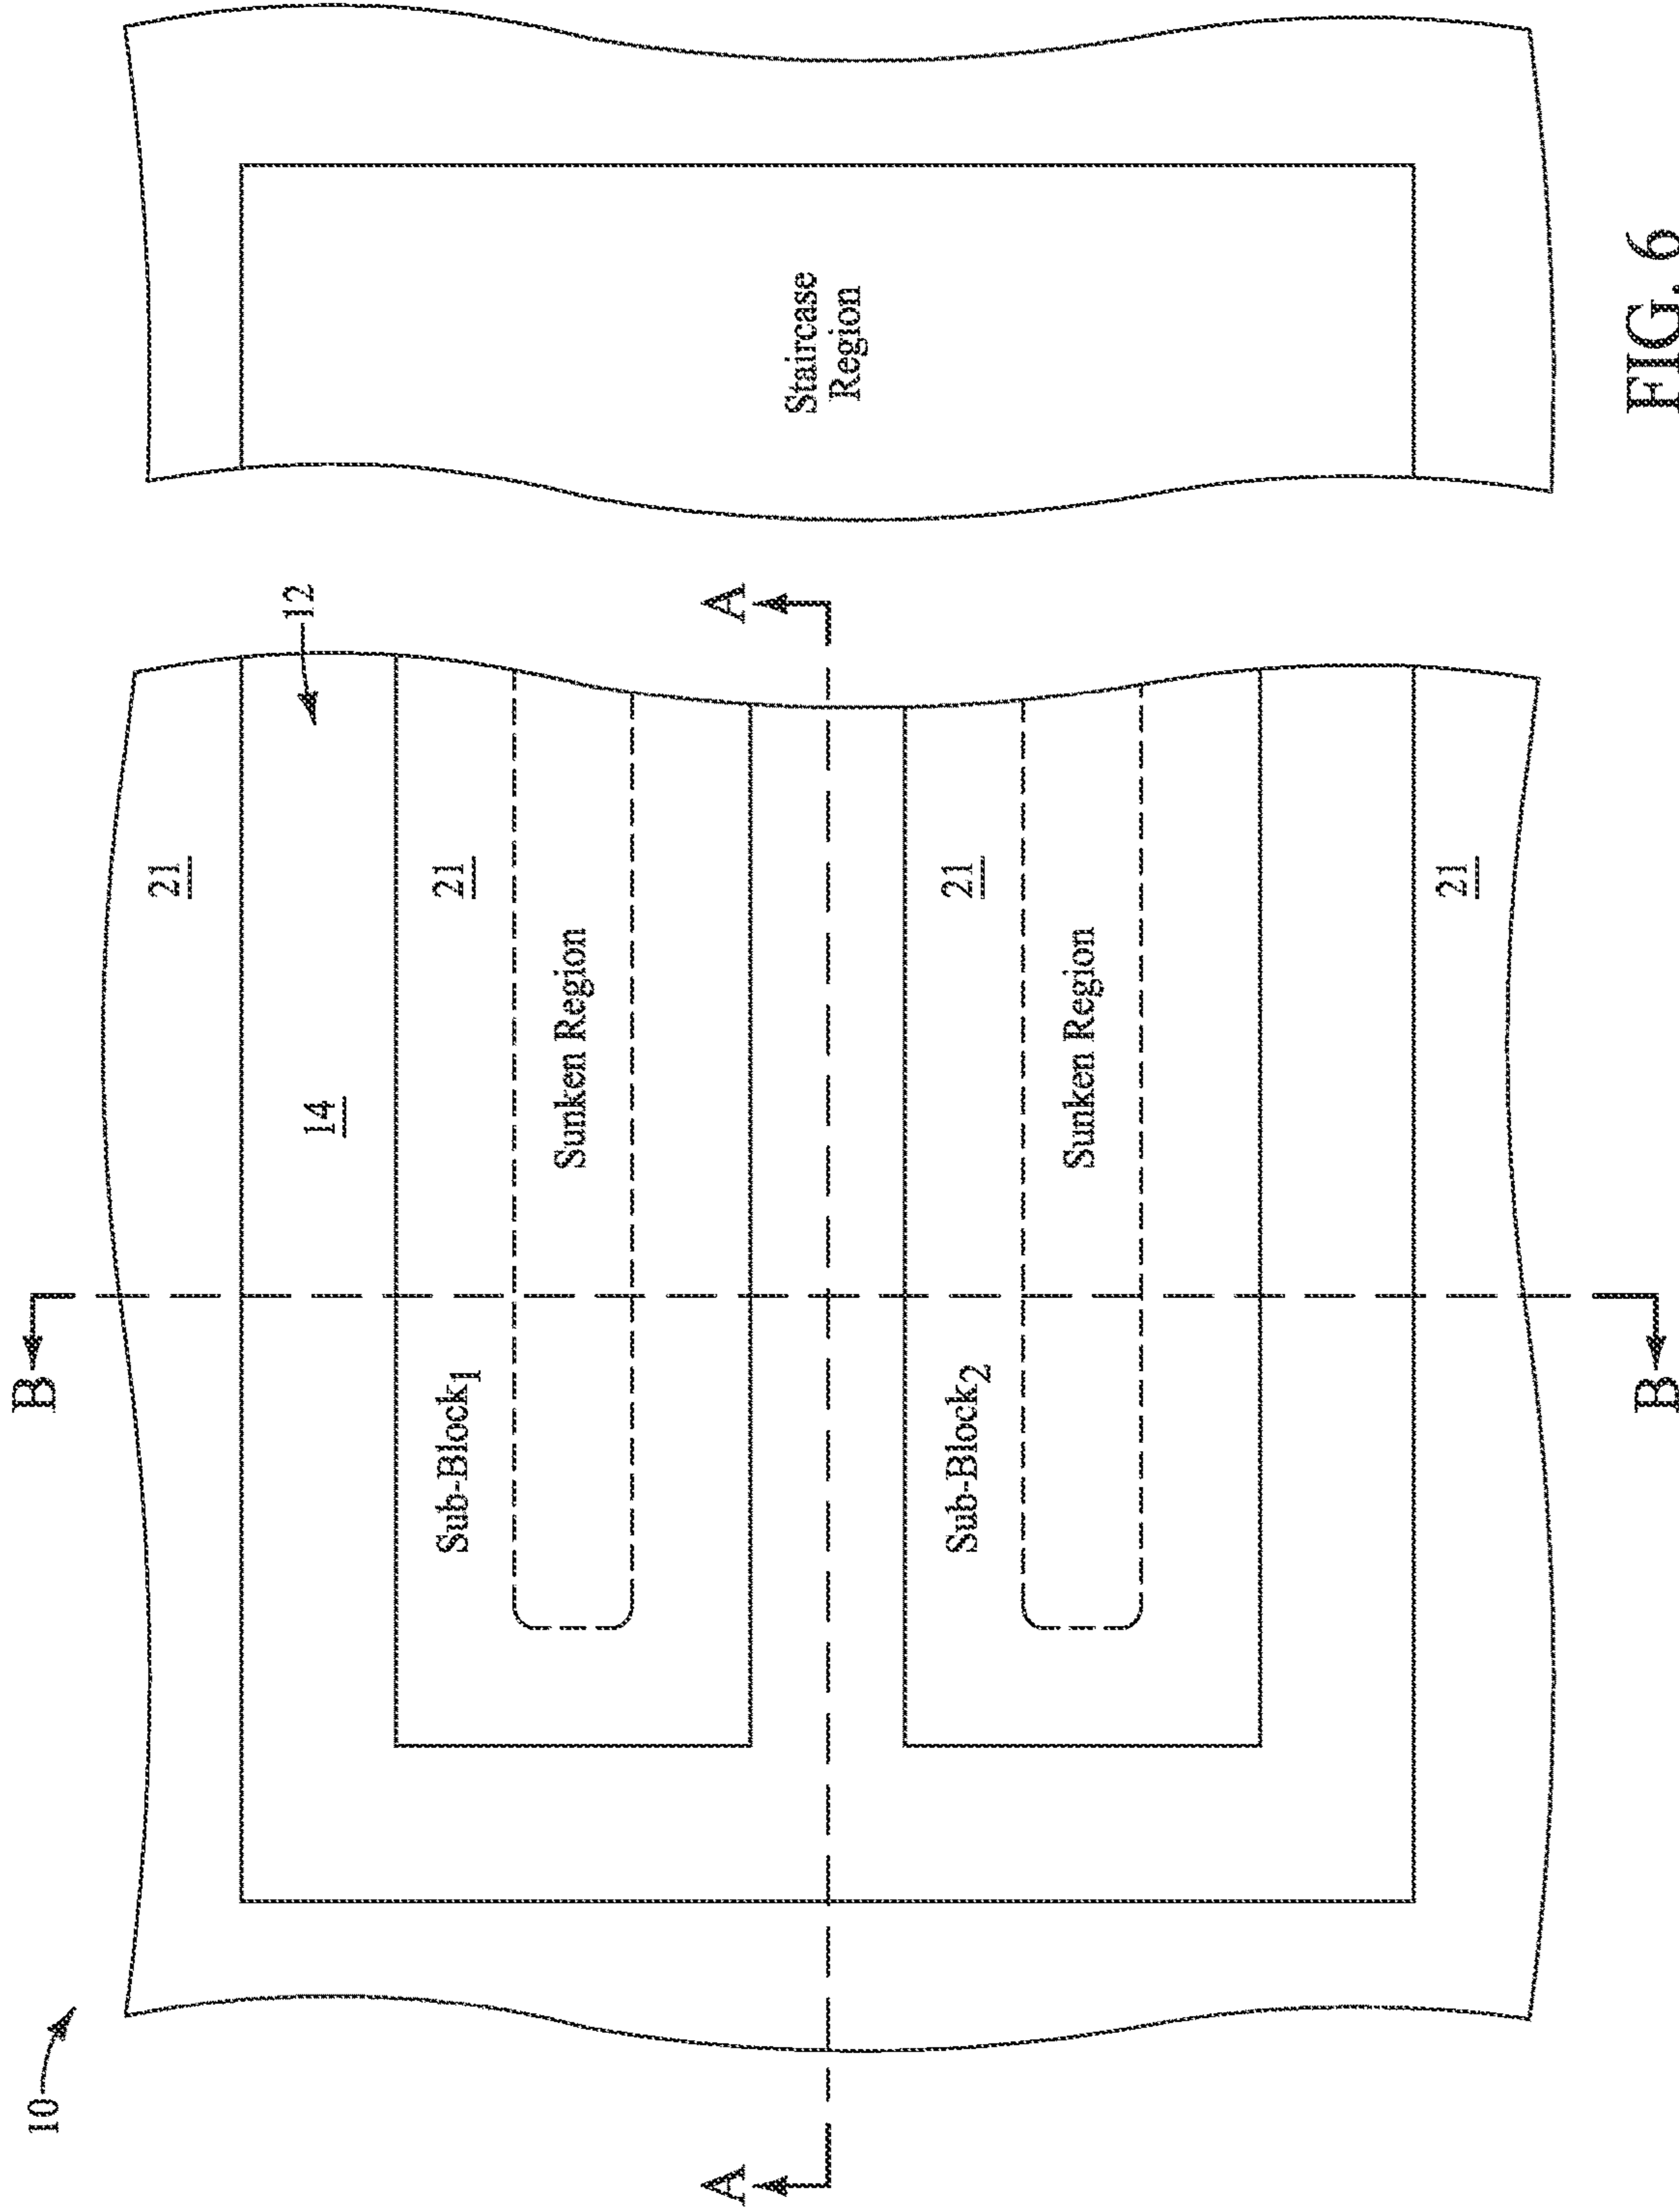 10
B
B
12
21
14
21
Sub-Block1
Sunken Region
A
A
Staircase
Region
21
Sub-Block2
Sunken Region
21
FIG. 6